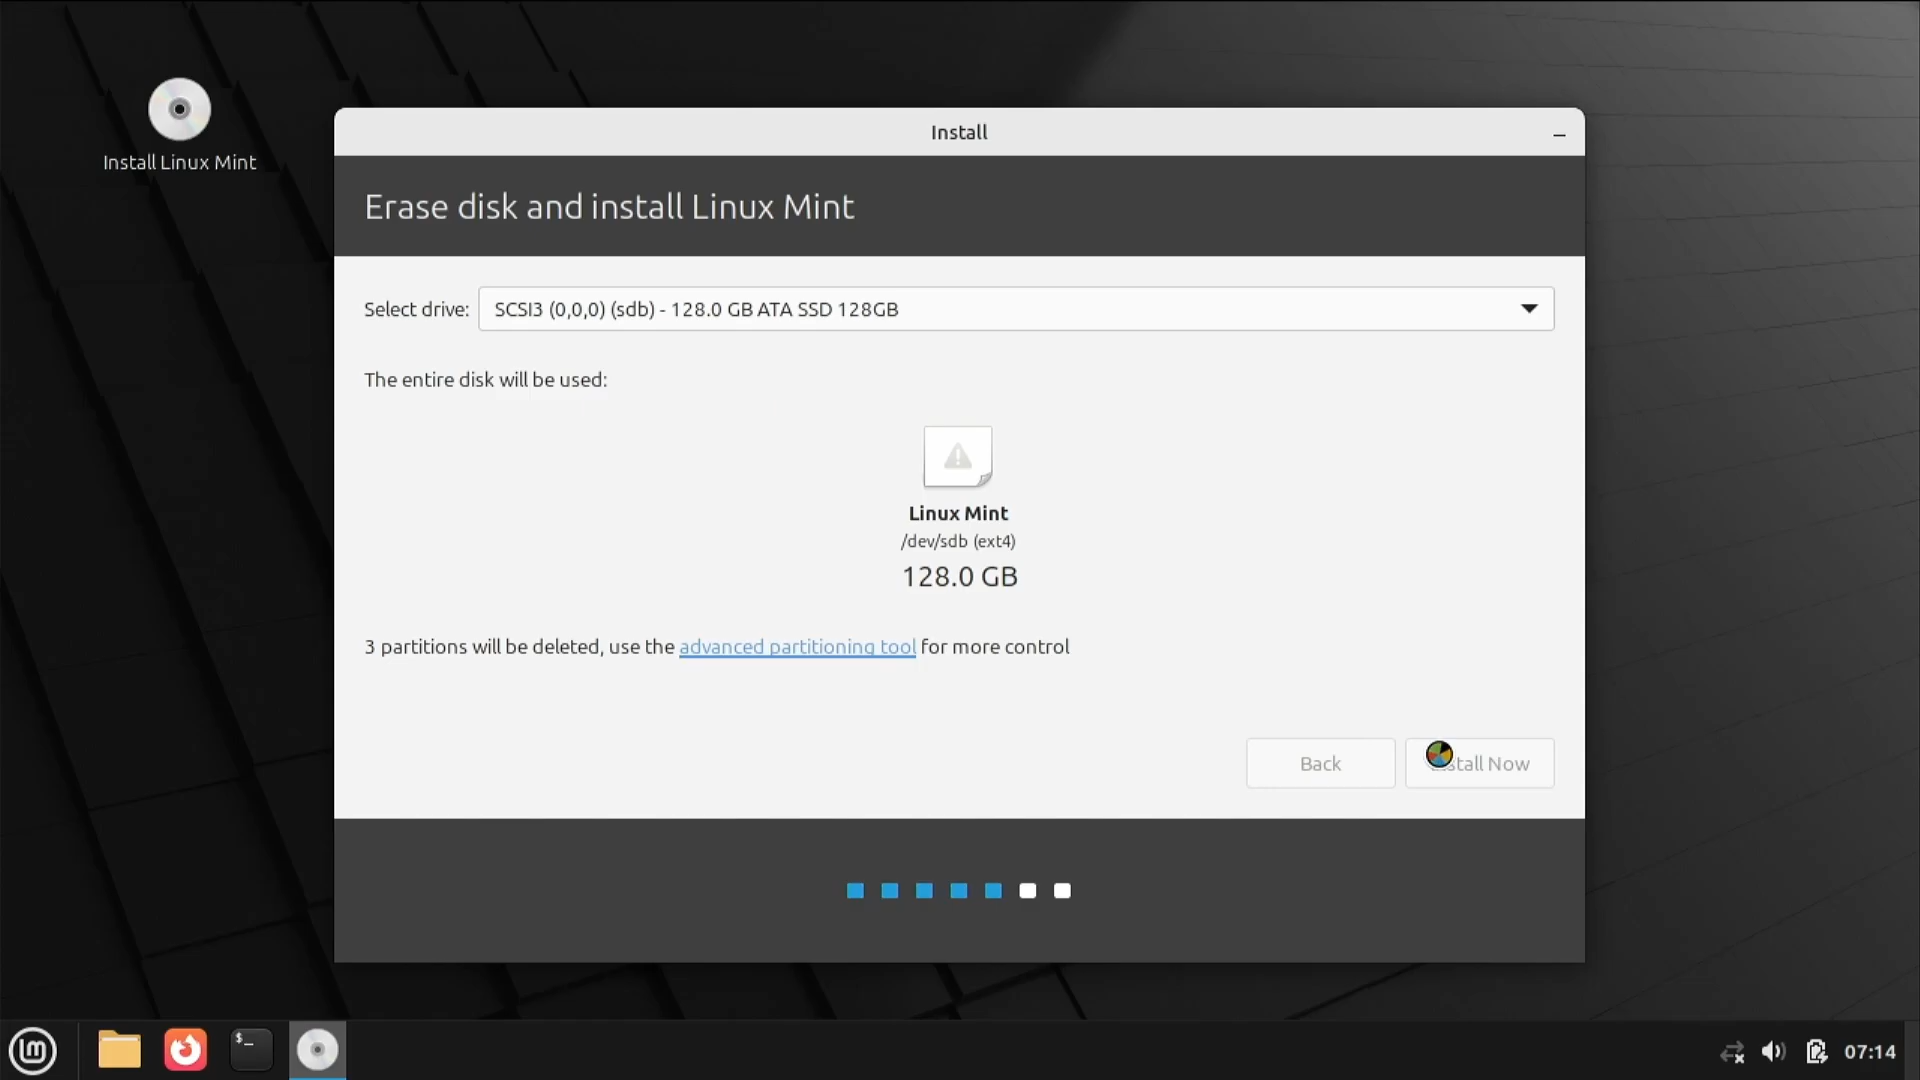 Install Linux Mint
Install
Erase disk and install Linux Mint
Select drive: SCSI3 (0,0,0) (sdb) - 128.0 GB ATA SSD 128GB
The entire disk will be used:
Linux Mint
/dev/sdb (ext4)
128.0 GB
3 partitions will be deleted, use the advanced partitioning tool for more control
Back
Now
$_
07:14